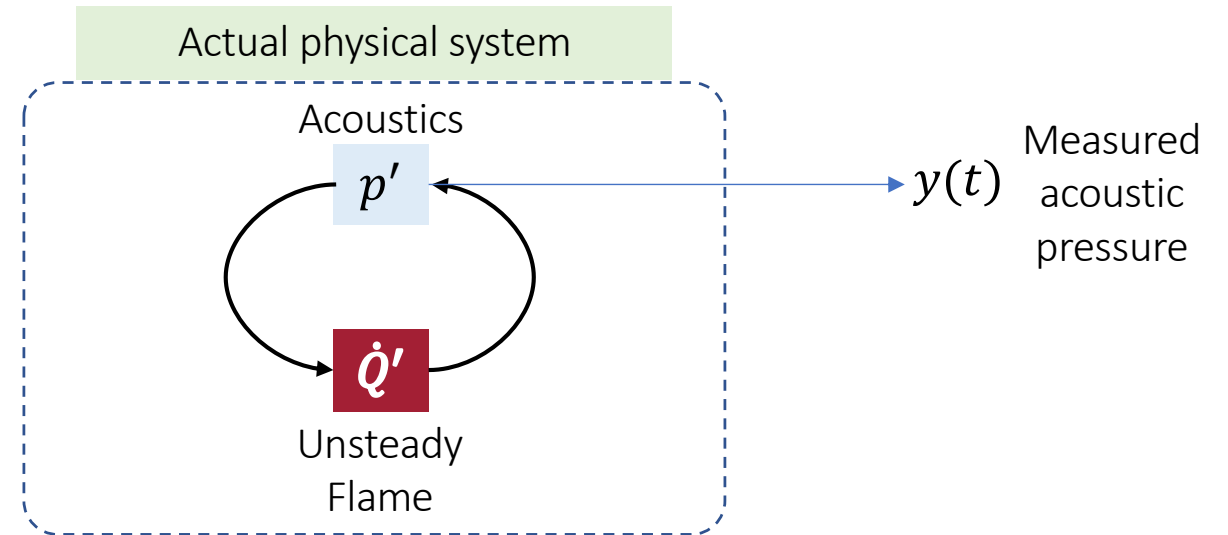 Actual physical system
Acoustics
p′
y(t)
Measured
acoustic
pressure
Q̇′
Unsteady
Flame